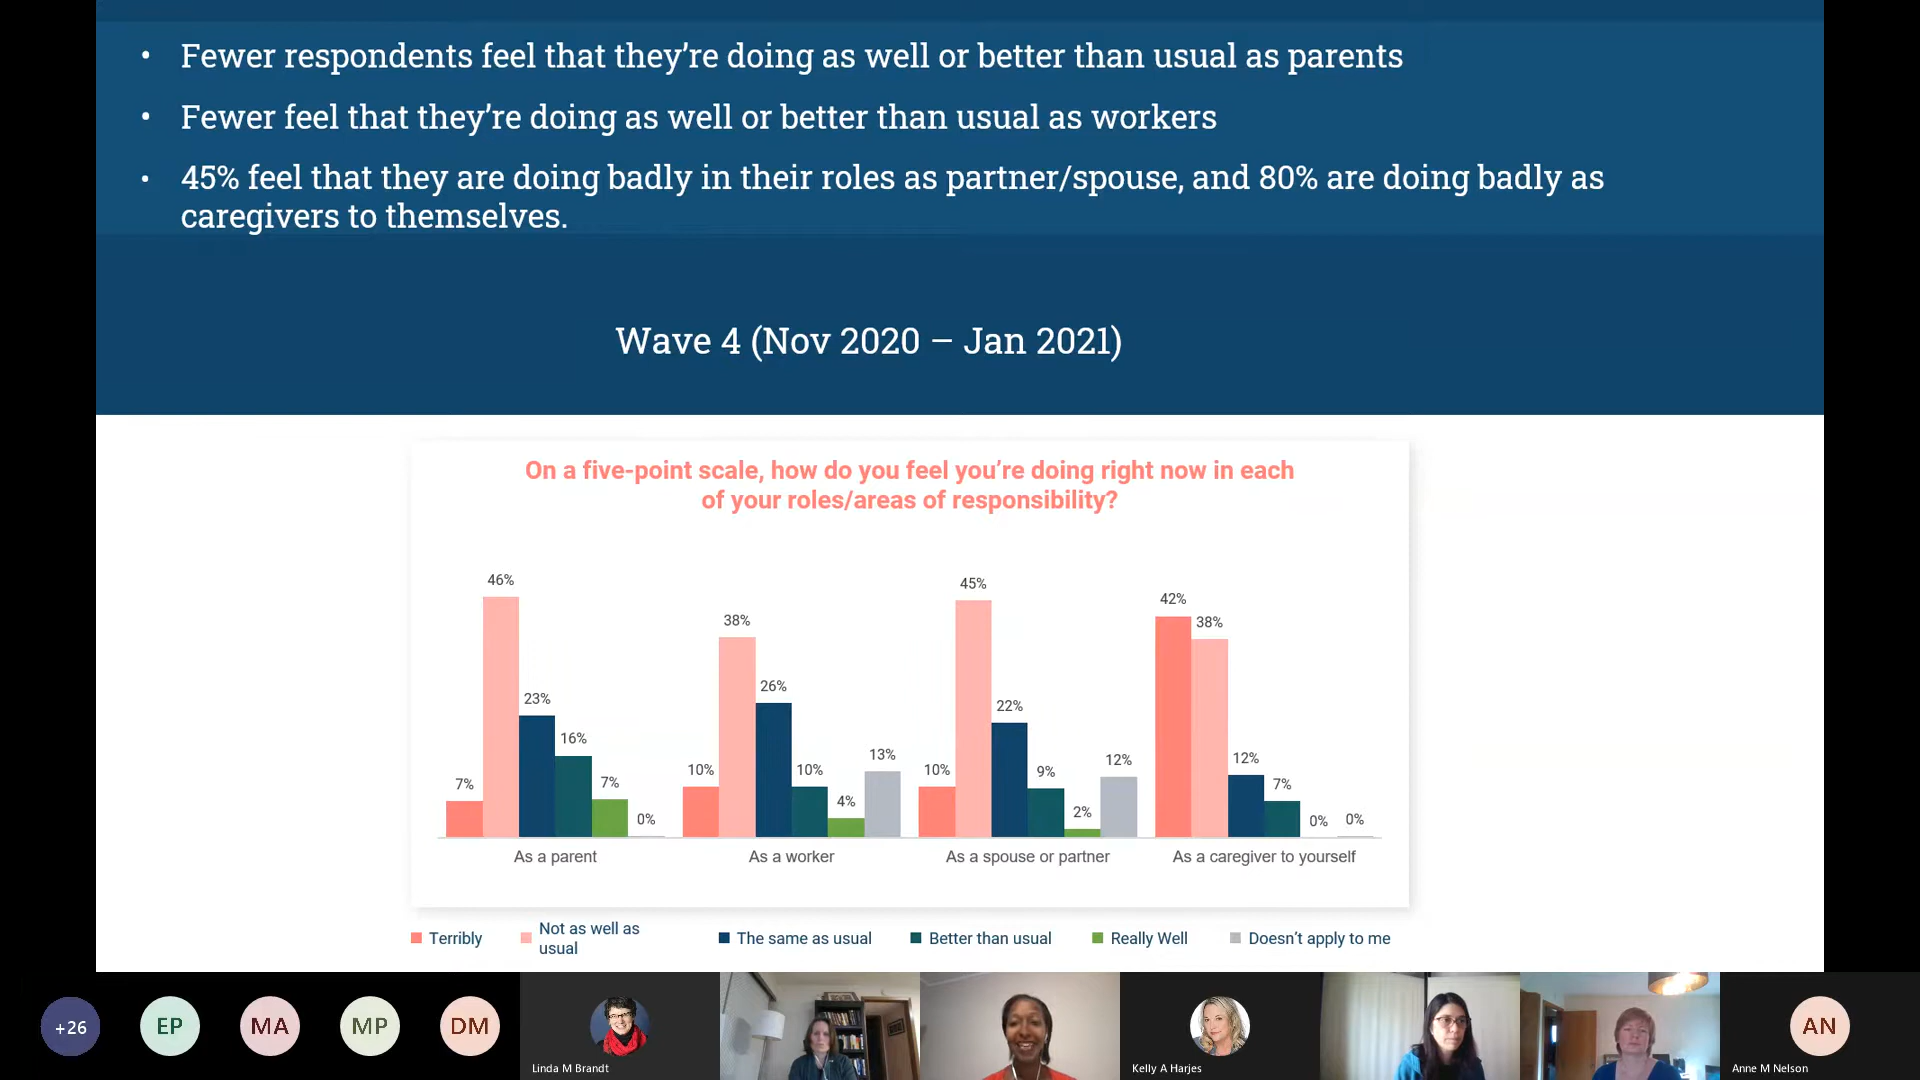 • Fewer respondents feel that they’re doing as well or better than usual as parents
• Fewer feel that they’re doing as well or better than usual as workers
• 45% feel that they are doing badly in their roles as partner/spouse, and 80% are doing badly as
caregivers to themselves.
Wave 4 (Nov 2020 – Jan 2021)
On a five-point scale, how do you feel you’re doing right now in each
of your roles/areas of responsibility?
7% 46% 23% 16% 7% 0%
10% 38% 26% 10% 4% 13%
10% 45% 22% 9% 2% 12%
42% 38% 12% 7% 0% 0%
As a parent
As a worker
As a spouse or partner
As a caregiver to yourself
Terribly
Not as well as
usual
The same as usual
Better than usual
Really Well
Doesn’t apply to me
+26
EP
MA
MP
DM
Linda M Brandt
Kelly A Harjes
AN
Anne M Nelson